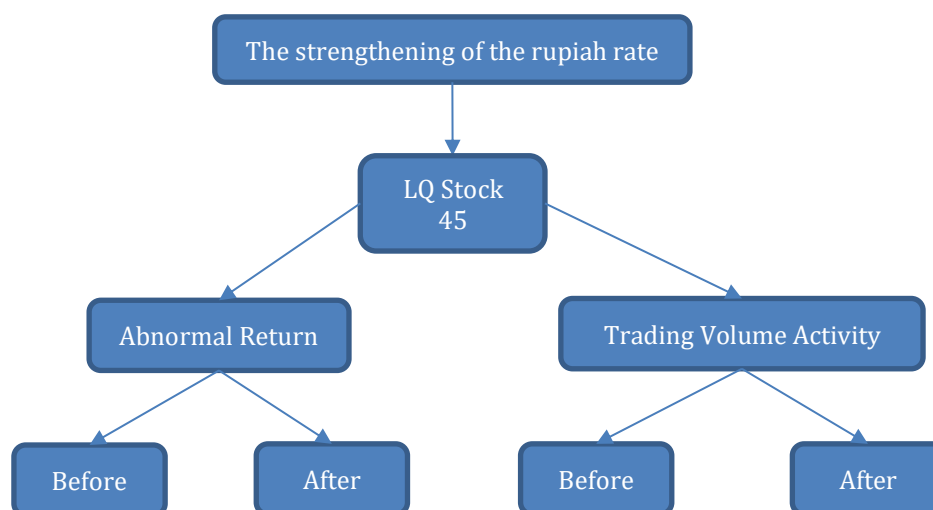 The strengthening of the rupiah rate
LQ Stock
45
Abnormal Return
Trading Volume Activity
Before
After
Before
After